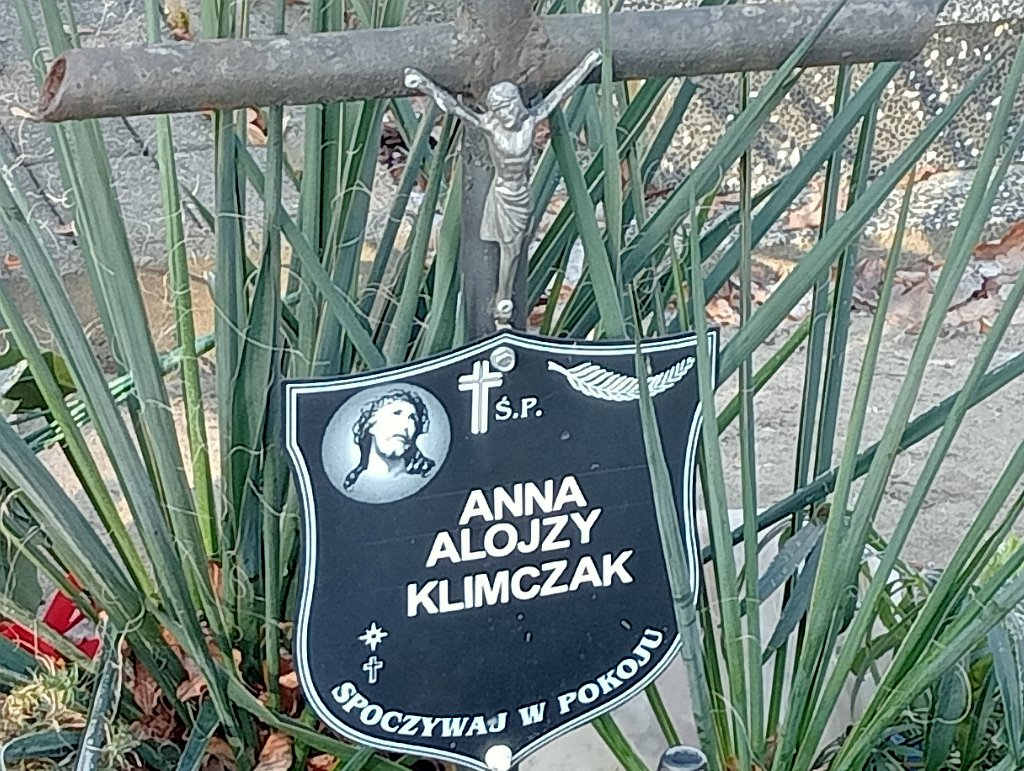 Ś.P.
ANNA
ALOJZY
KLIMCZAK
SPOCZYWAJ W POKOJU